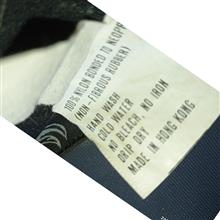 100% NYLON BONDED TO NEOPR
(NON-FIBROUS RUBBER)
HAND WASH
COLD WATER
NO BLEACH, NO IRON
DRIP DRY
MADE IN HONG KONG